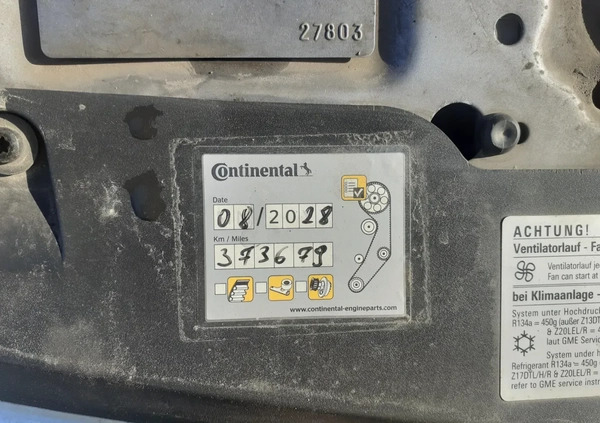 27803
Continental
Date
08/2028
Km / Miles
373679
www.continental-engineparts.com
ACHTUNG!
Ventilatorlauf - Fa
Ventilatorlauf je
Fan can start at
bei Klimaanlage -
System unter Hochdruck
R134a = 450g (außer Z13DT
& Z20LEL/R = 4
laut GME Servic
System under h
Refrigerant R134a = 450g
Z17DTL/H/R & Z20LEL/R =
refer to GME service instr